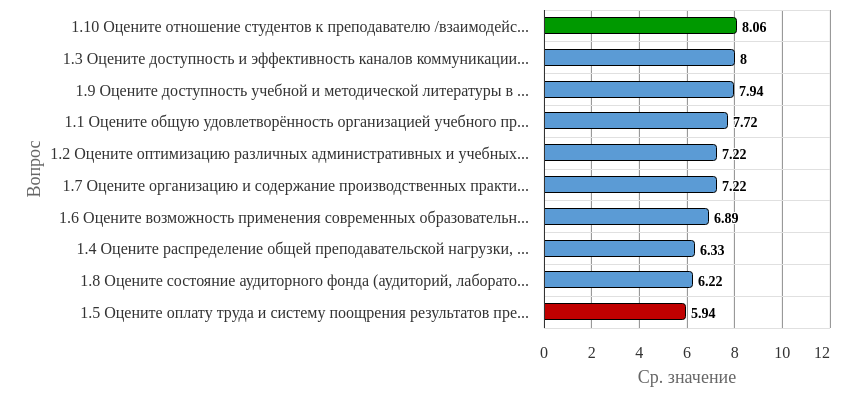 1.10 Оцените отношение студентов к преподавателю /взаимодейс... 8.06
1.3 Оцените доступность и эффективность каналов коммуникации... 8
1.9 Оцените доступность учебной и методической литературы в ... 7.94
1.1 Оцените общую удовлетворённость организацией учебного пр... 7.72
1.2 Оцените оптимизацию различных административных и учебных... 7.22
1.7 Оцените организацию и содержание производственных практи... 7.22
1.6 Оцените возможность применения современных образовательн... 6.89
1.4 Оцените распределение общей преподавательской нагрузки, ... 6.33
1.8 Оцените состояние аудиторного фонда (аудиторий, лаборато... 6.22
1.5 Оцените оплату труда и систему поощрения результатов пре... 5.94
Вопрос
0 2 4 6 8 10 12
Ср. значение